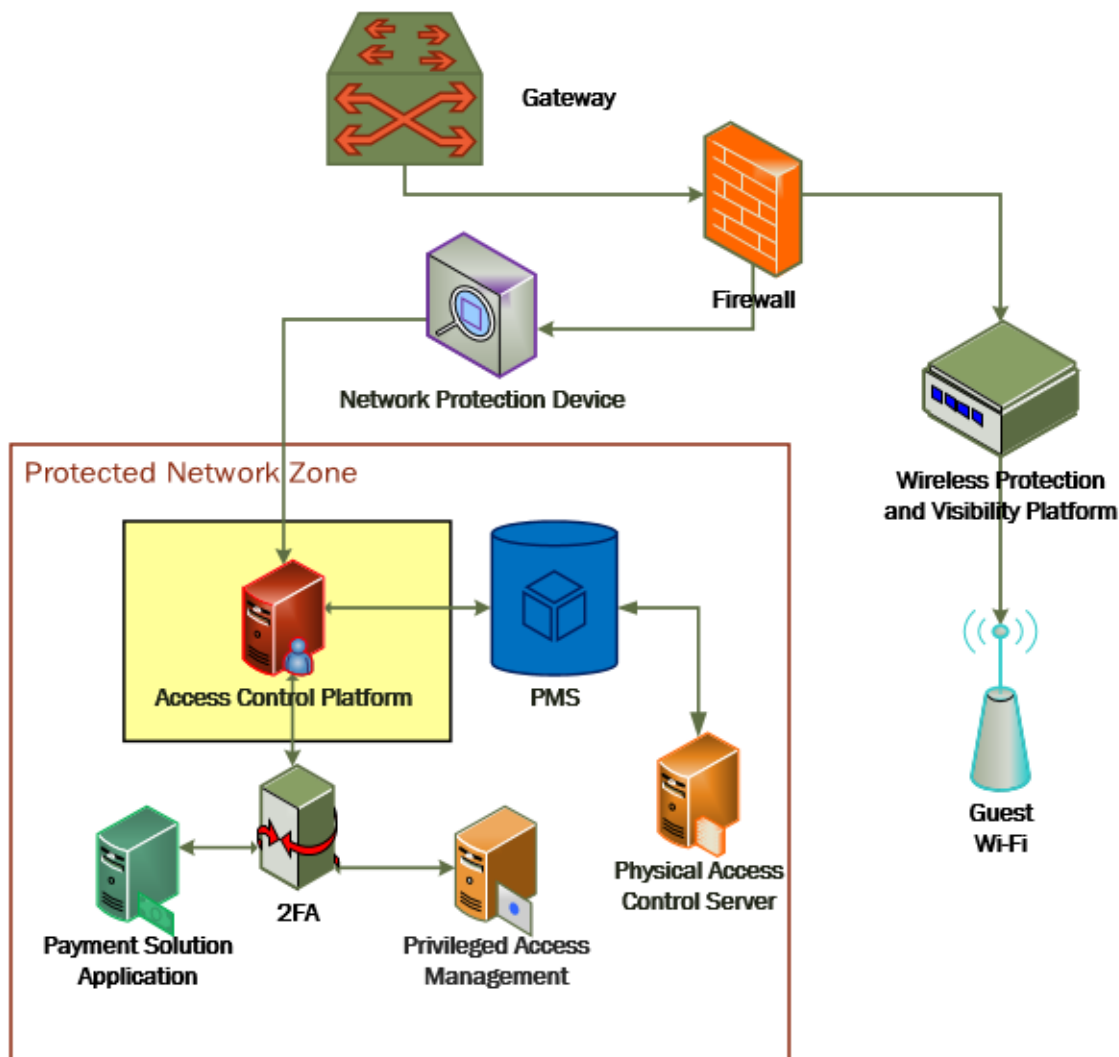 Gateway
Firewall
Network Protection Device
Protected Network Zone
Wireless Protection
and Visibility Platform
Access Control Platform
PMS
Guest
Wi-Fi
Physical Access
Control Server
2FA
Payment Solution
Application
Privileged Access
Management